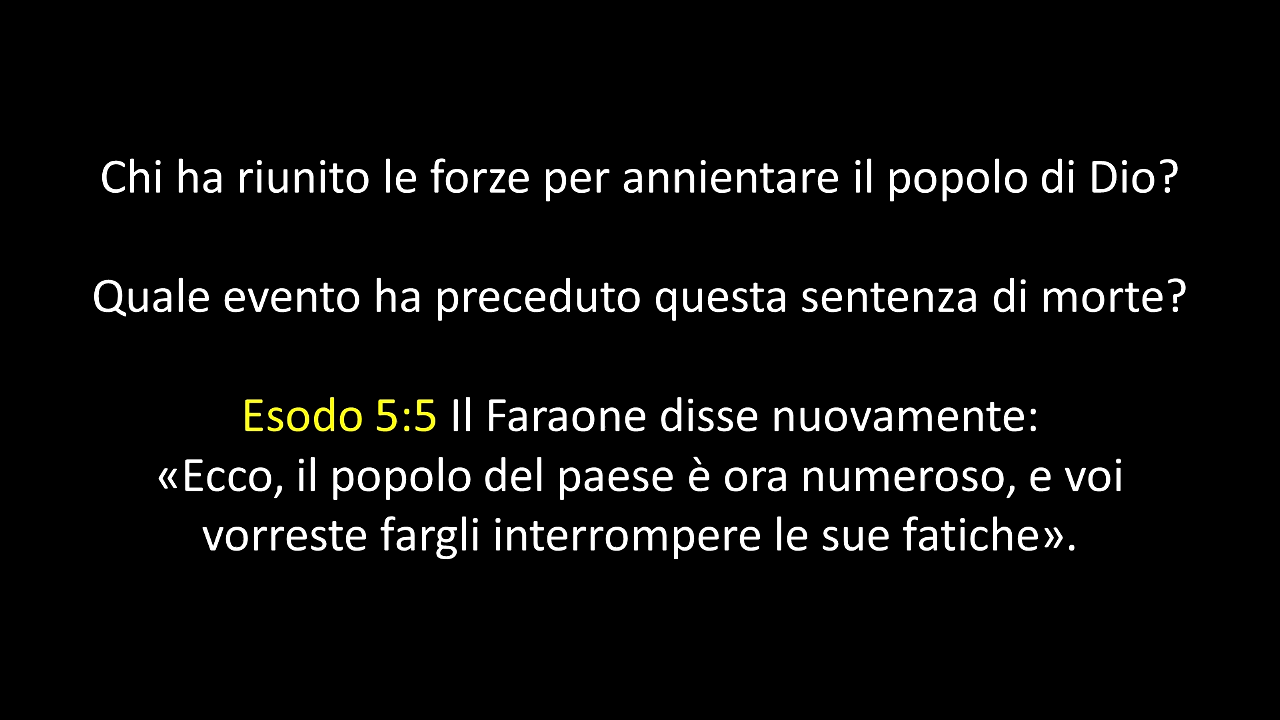 Chi ha riunito le forze per annientare il popolo di Dio?
Quale evento ha preceduto questa sentenza di morte?
Esodo 5:5 Il Faraone disse nuovamente:
«Ecco, il popolo del paese è ora numeroso, e voi
vorreste fargli interrompere le sue fatiche».